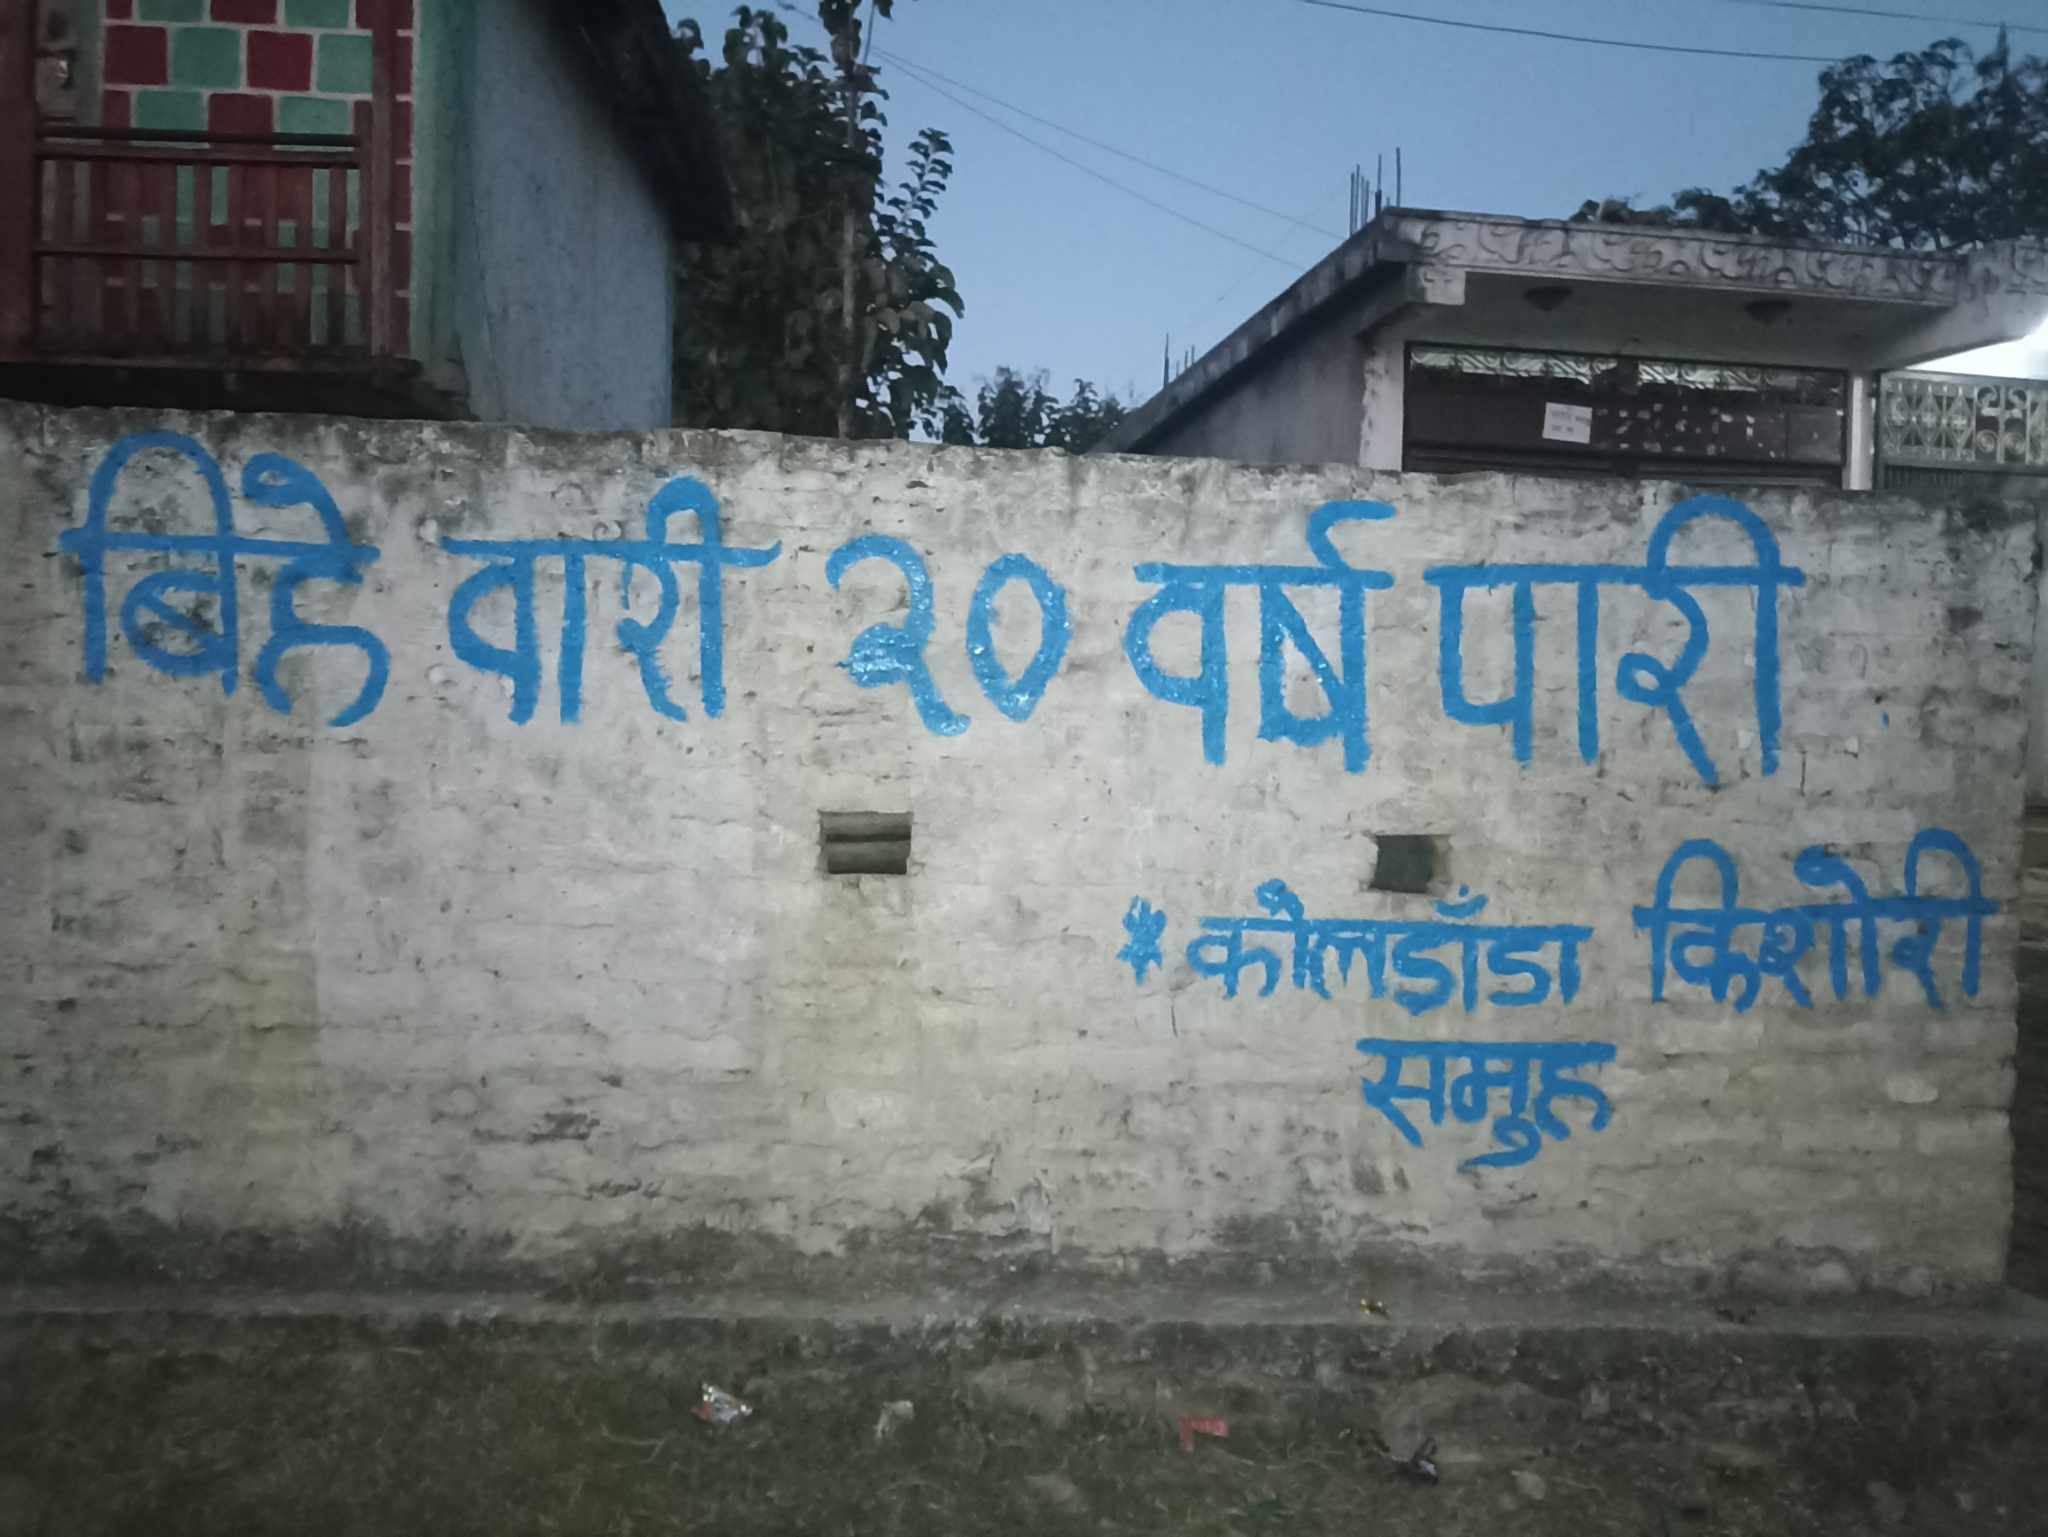 बिहे वारी २० वर्ष पारी
* कौलडाँडा किशोरी
समुह